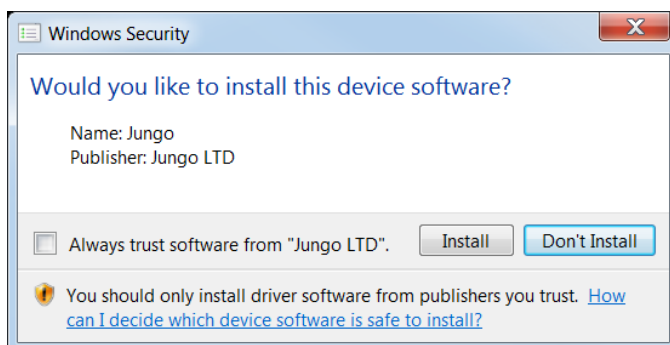 Windows Security
Would you like to install this device software?
Name: Jungo
Publisher: Jungo LTD
Always trust software from "Jungo LTD".
Install
Don't Install
You should only install driver software from publishers you trust. How
can I decide which device software is safe to install?